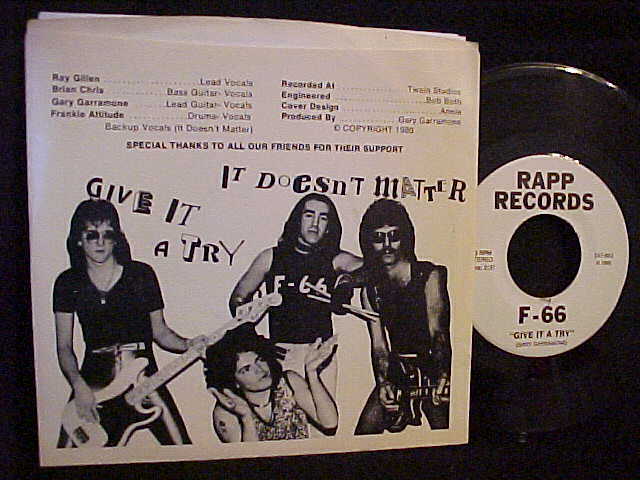 Ray Gillen ........................ Lead Vocals
Brian Chris ............... Bass Guitar- Vocals
Gary Garramone ......... Lead Guitar- Vocals
Frankie Attitude ............... Drums- Vocals
Backup Vocals (It Doesn't Matter)
Recorded At .................. Twain Studios
Engineered .................... Bob Both
Cover Design ........................ Annie
Produced By ............ Gary Garramone
© COPYRIGHT 1980
SPECIAL THANKS TO ALL OUR FRIENDS FOR THEIR SUPPORT
GIVE IT
A TRY
IT DOESN'T MATTER
F-66
RAPP
RECORDS
F-66
"GIVE IT A TRY"